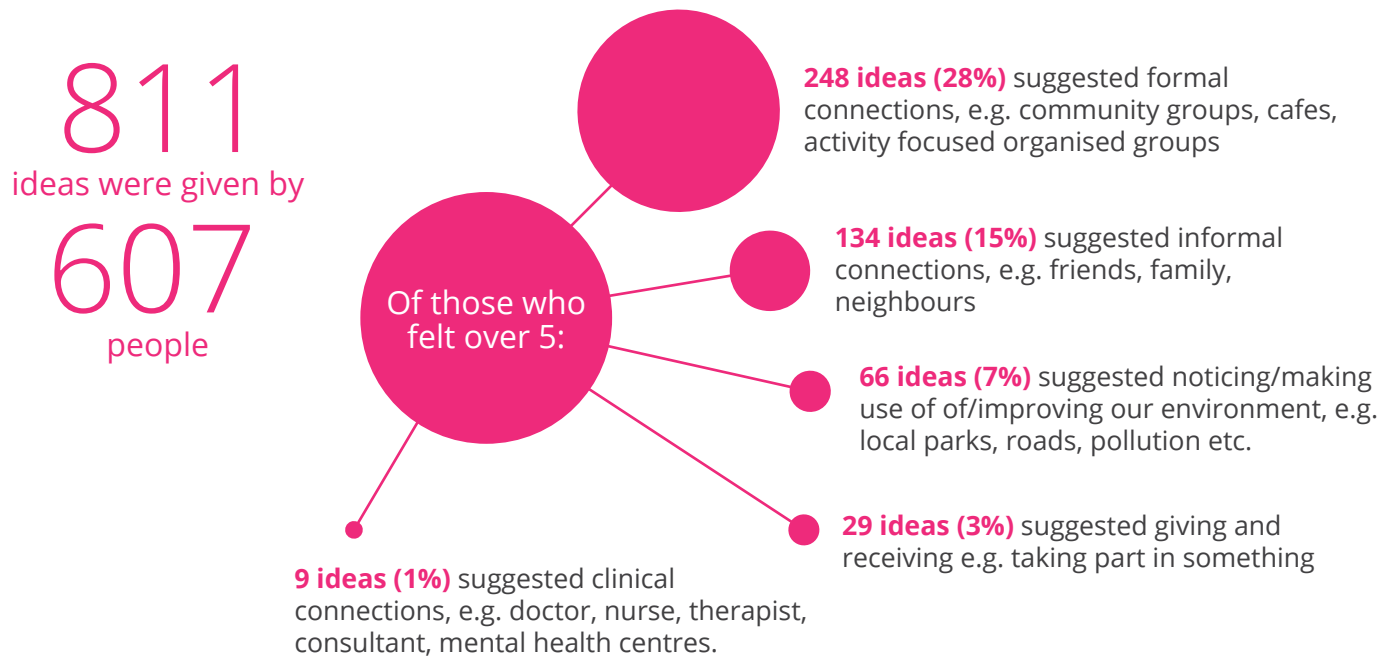 811
ideas were given by
607
people
Of those who
felt over 5:
248 ideas (28%) suggested formal
connections, e.g. community groups, cafes,
activity focused organised groups
134 ideas (15%) suggested informal
connections, e.g. friends, family,
neighbours
66 ideas (7%) suggested noticing/making
use of of/improving our environment, e.g.
local parks, roads, pollution etc.
29 ideas (3%) suggested giving and
receiving e.g. taking part in something
9 ideas (1%) suggested clinical
connections, e.g. doctor, nurse, therapist,
consultant, mental health centres.